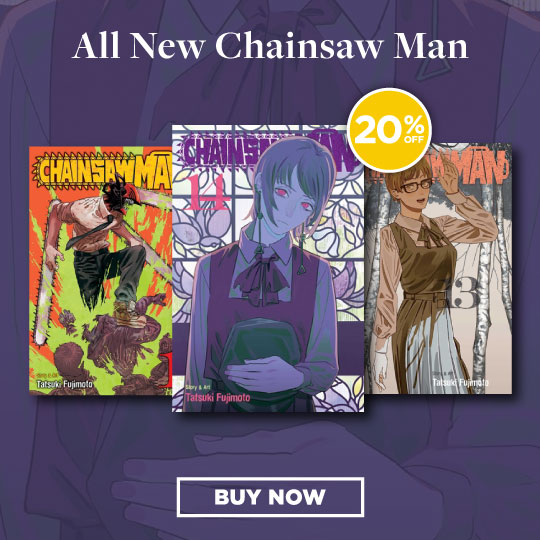 All New Chainsaw Man
20% OFF
CHAINSAW MAN
Tatsuki Fujimoto
1
CHAINSAW MAN
14
Story & Art
Tatsuki Fujimoto
MAN
13
Tatsuki Fujimoto
BUY NOW